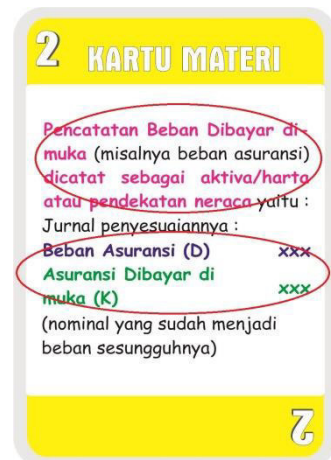 2 KARTU MATERI
Pencatatan Beban Dibayar di-
muka (misalnya beban asuransi)
dicatat sebagai aktiva/harta
atau pendekatan neraca yaitu :
Jurnal penyesuaiannya :
Beban Asuransi (D) xxx
Asuransi Dibayar di
muka (K) xxx
(nominal yang sudah menjadi
beban sesungguhnya)
2